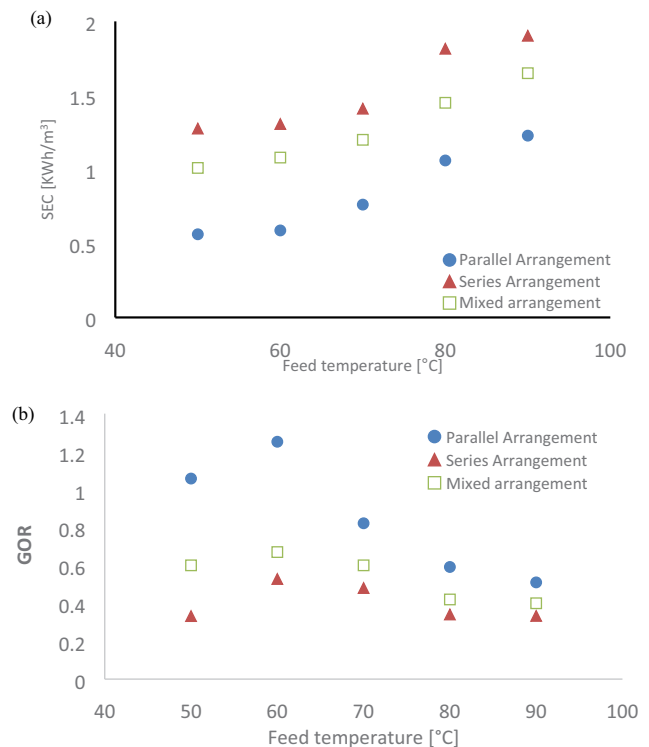 (a)
2
1.5
1
0.5
0
SEC [KWh/m³]
Parallel Arrangement
Series Arrangement
Mixed arrangement
40
60
80
100
Feed temperature [°C]
(b)
1.4
1.2
1
0.8
0.6
0.4
0.2
0
GOR
Parallel Arrangement
Series Arrangement
Mixed arrangement
40
50
60
70
80
90
100
Feed temperature [°C]